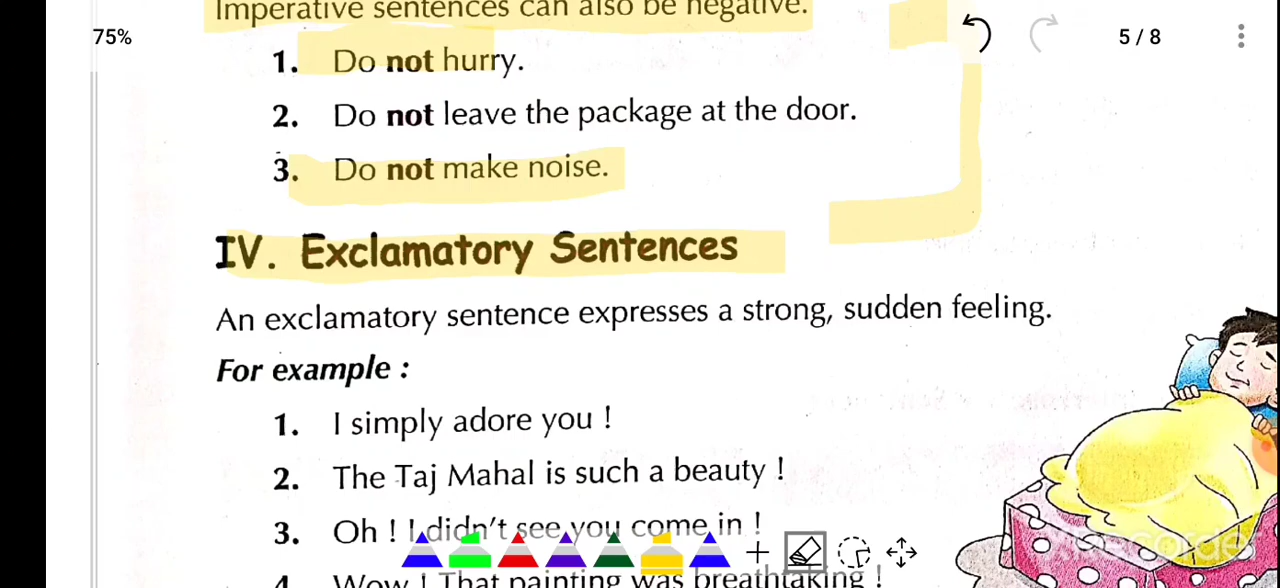 Imperative sentences can also be negative.
75%
5 / 8
1. Do not hurry.
2. Do not leave the package at the door.
3. Do not make noise.
IV. Exclamatory Sentences
An exclamatory sentence expresses a strong, sudden feeling.
For example :
1. I simply adore you !
2. The Taj Mahal is such a beauty !
3. Oh ! I didn't see you come in !
4. Wow ! That painting was breathtaking !